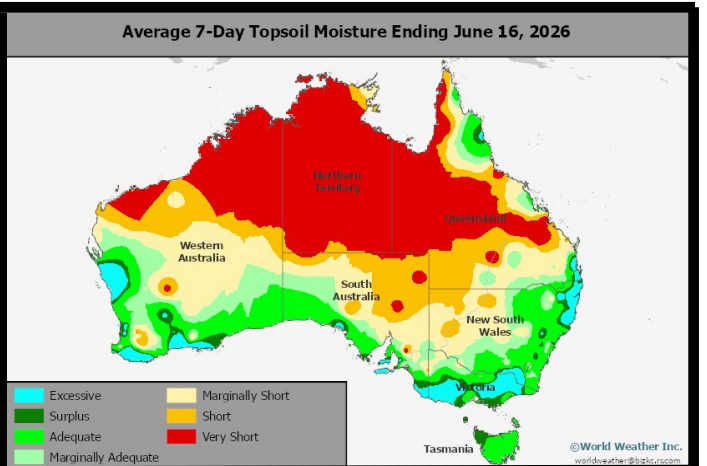 Average 7-Day Topsoil Moisture Ending June 16, 2026
Northern
Territory
Queensland
Western
Australia
South
Australia
New South
Wales
Victoria
Tasmania
Excessive
Surplus
Adequate
Marginally Adequate
Marginally Short
Short
Very Short
©World Weather Inc.
worldweather@bizkc.rr.com